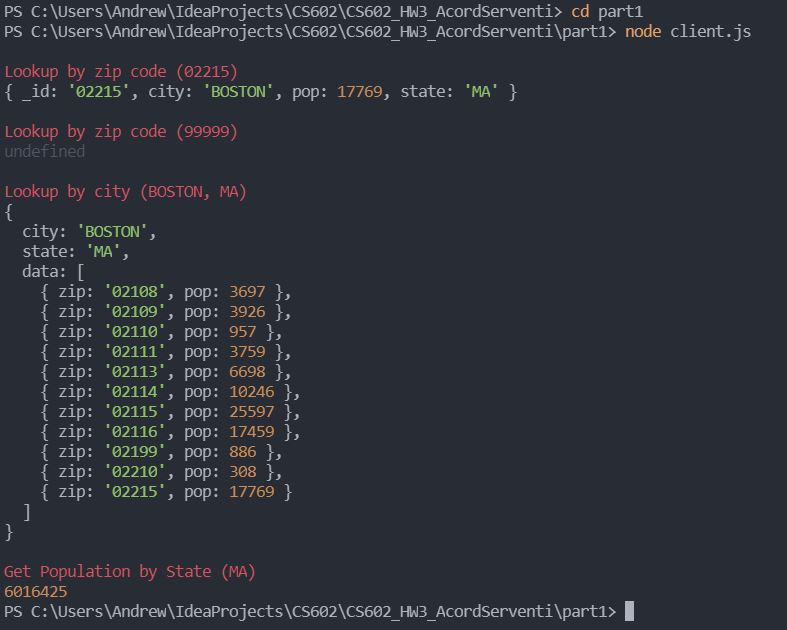 PS C:\Users\Andrew\IdeaProjects\CS602\CS602_HW3_AcordServenti> cd part1
PS C:\Users\Andrew\IdeaProjects\CS602\CS602_HW3_AcordServenti\part1> node client.js
Lookup by zip code (02215)
{ _id: '02215', city: 'BOSTON', pop: 17769, state: 'MA' }
Lookup by zip code (99999)
undefined
Lookup by city (BOSTON, MA)
{
  city: 'BOSTON',
  state: 'MA',
  data: [
    { zip: '02108', pop: 3697 },
    { zip: '02109', pop: 3926 },
    { zip: '02110', pop: 957 },
    { zip: '02111', pop: 3759 },
    { zip: '02113', pop: 6698 },
    { zip: '02114', pop: 10246 },
    { zip: '02115', pop: 25597 },
    { zip: '02116', pop: 17459 },
    { zip: '02199', pop: 886 },
    { zip: '02210', pop: 308 },
    { zip: '02215', pop: 17769 }
  ]
}
Get Population by State (MA)
6016425
PS C:\Users\Andrew\IdeaProjects\CS602\CS602_HW3_AcordServenti\part1>